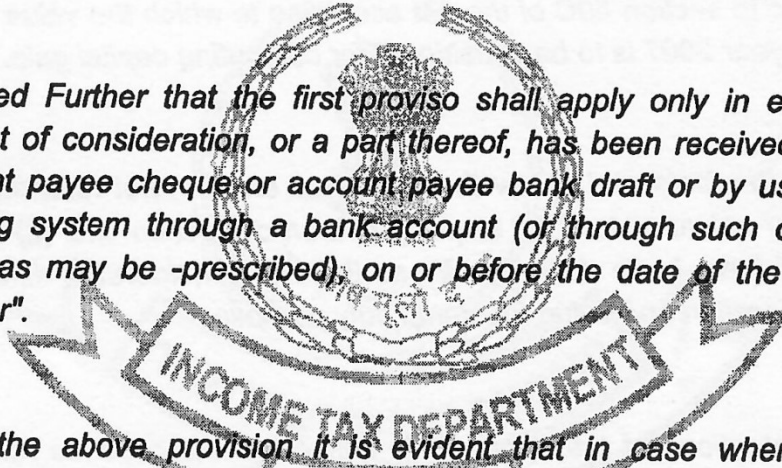 ed Further that the first proviso shall apply only in e
t of consideration, or a part thereof, has been received
nt payee cheque or account payee bank draft or by us
g system through a bank account (or through such o
as may be -prescribed), on or before the date of the
r".
INCOME TAX DEPARTMENT
the above provision it is evident that in case whe